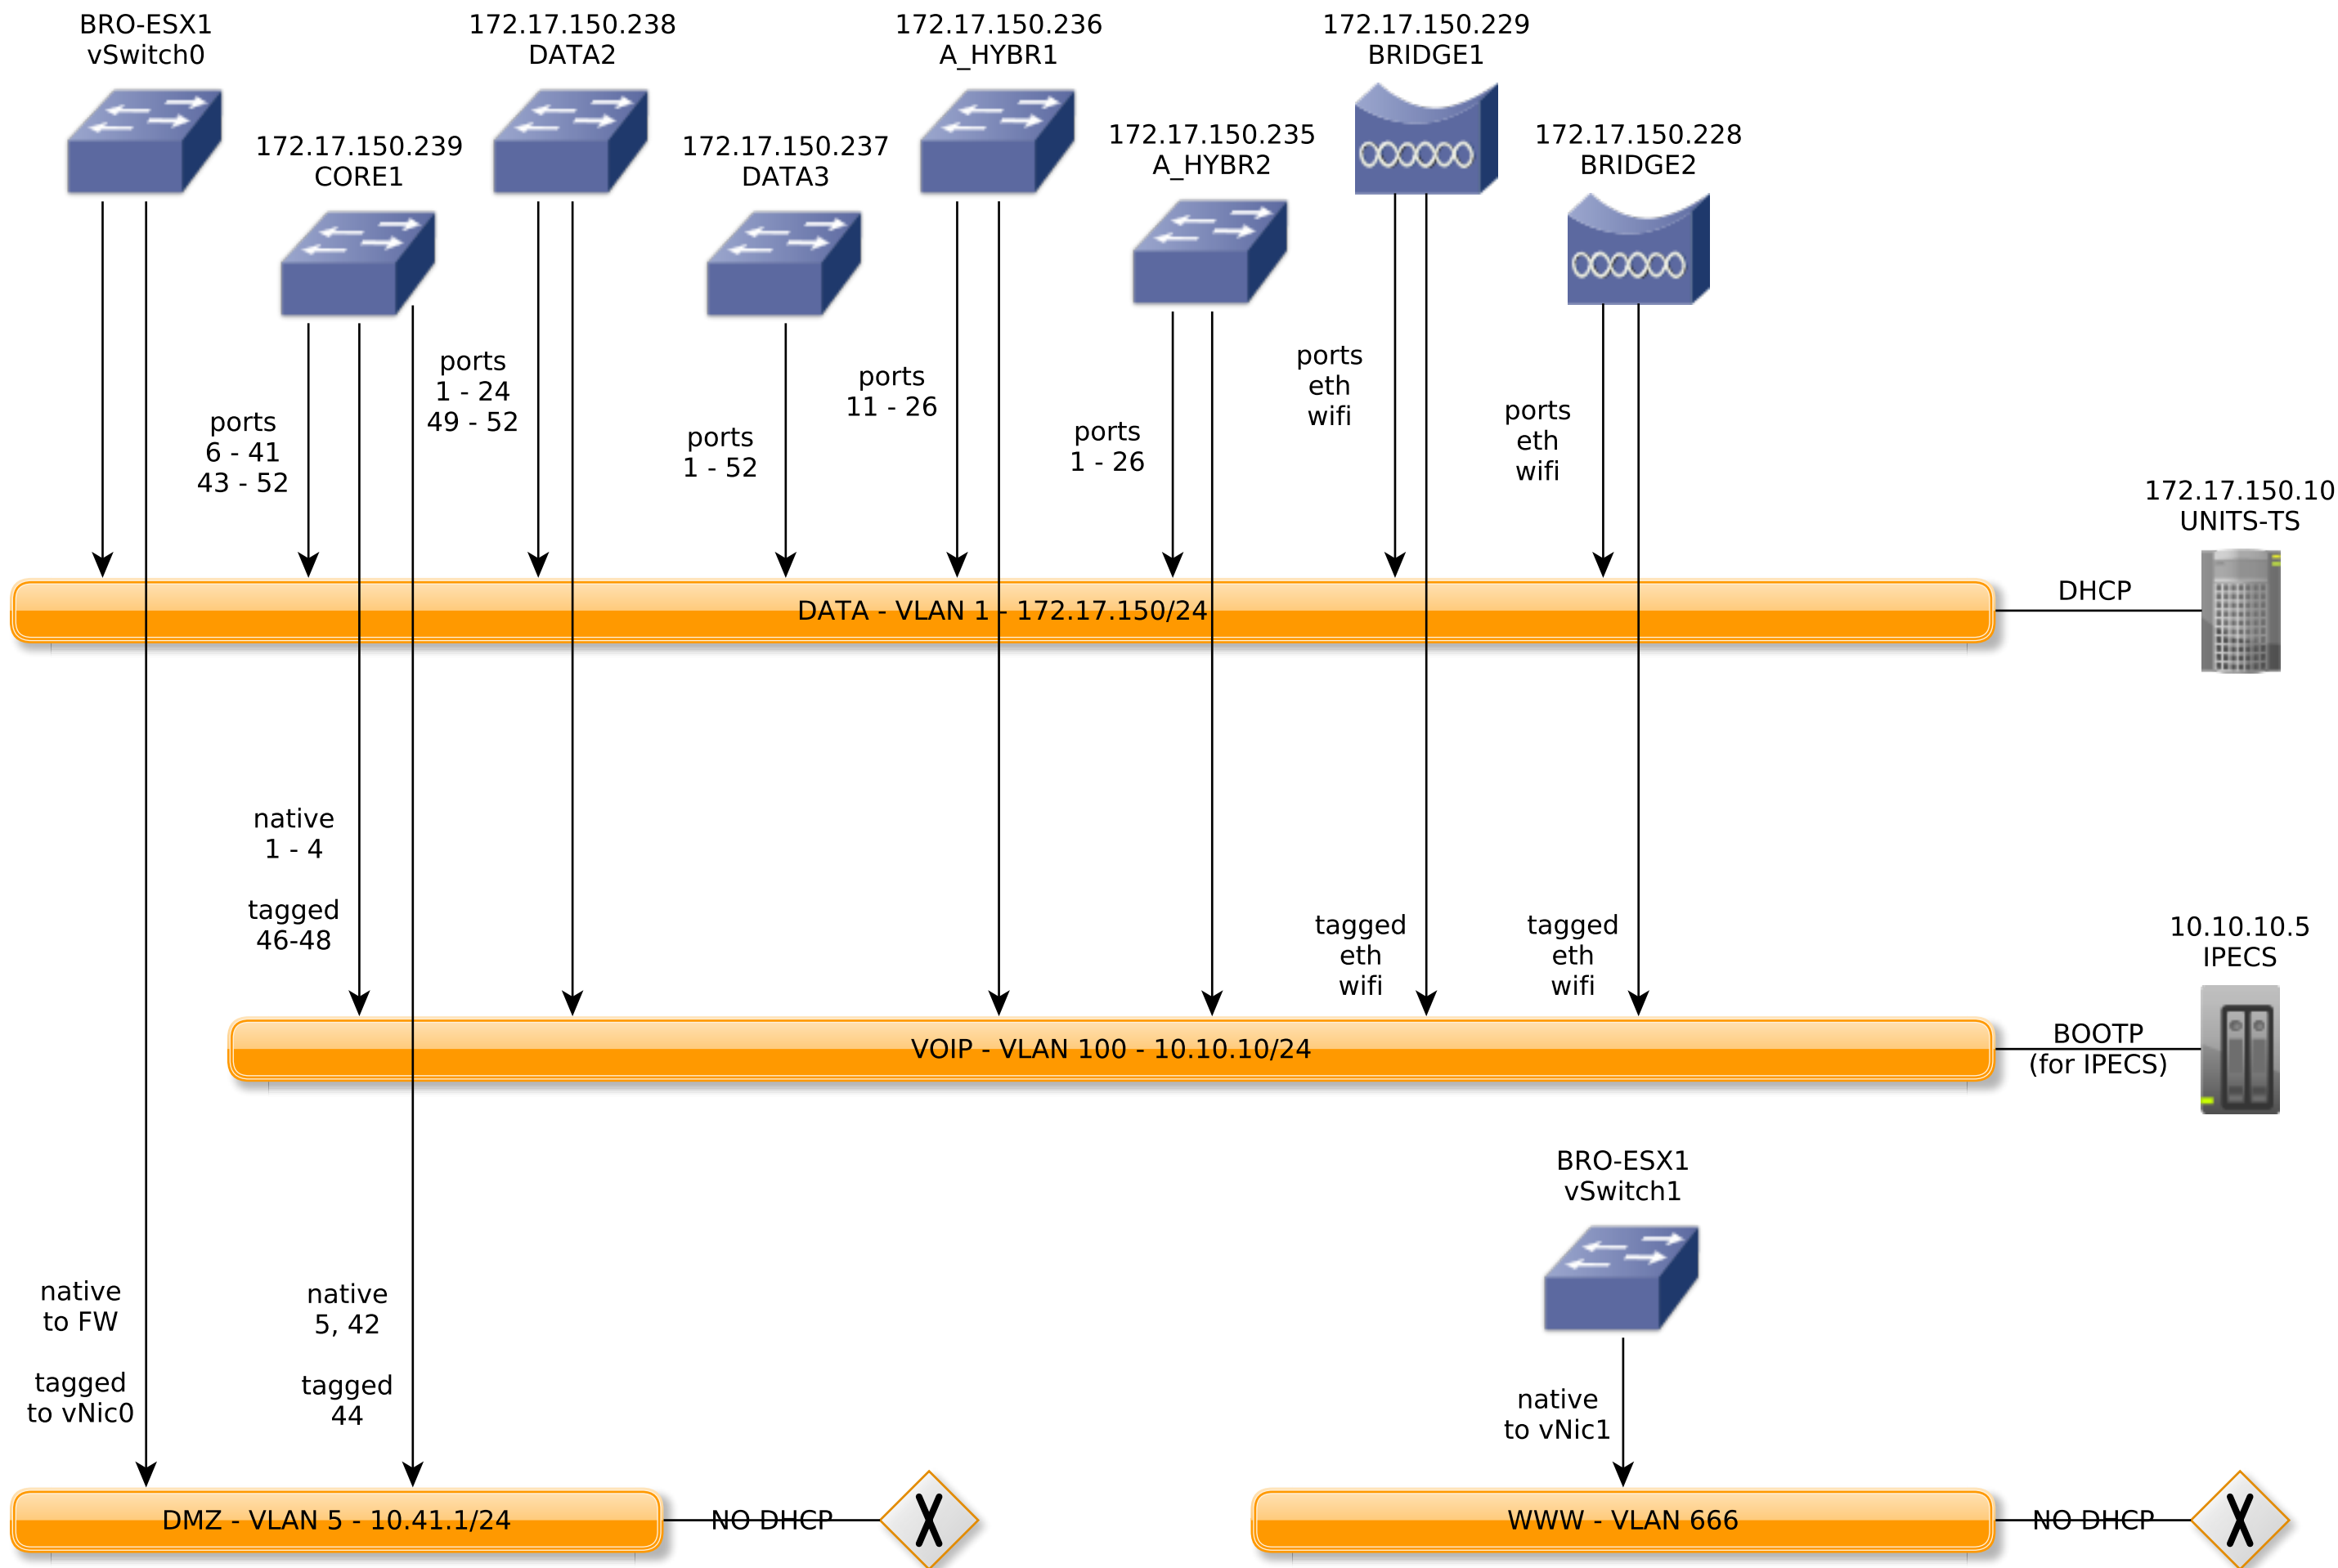 BRO-ESX1
vSwitch0
172.17.150.238
DATA2
172.17.150.236
A_HYBR1
172.17.150.229
BRIDGE1
172.17.150.239
CORE1
172.17.150.237
DATA3
172.17.150.235
A_HYBR2
172.17.150.228
BRIDGE2
ports
6 - 41
43 - 52
ports
1 - 24
49 - 52
ports
1 - 52
ports
11 - 26
ports
1 - 26
ports
eth
wifi
ports
eth
wifi
172.17.150.10
UNITS-TS
DATA - VLAN 1 - 172.17.150/24
DHCP
native
1 - 4
tagged
46-48
tagged
eth
wifi
tagged
eth
wifi
10.10.10.5
IPECS
VOIP - VLAN 100 - 10.10.10/24
BOOTP
(for IPECS)
BRO-ESX1
vSwitch1
native
to FW
tagged
to vNic0
native
5, 42
tagged
44
native
to vNic1
DMZ - VLAN 5 - 10.41.1/24
NO DHCP
X
WWW - VLAN 666
NO DHCP
X